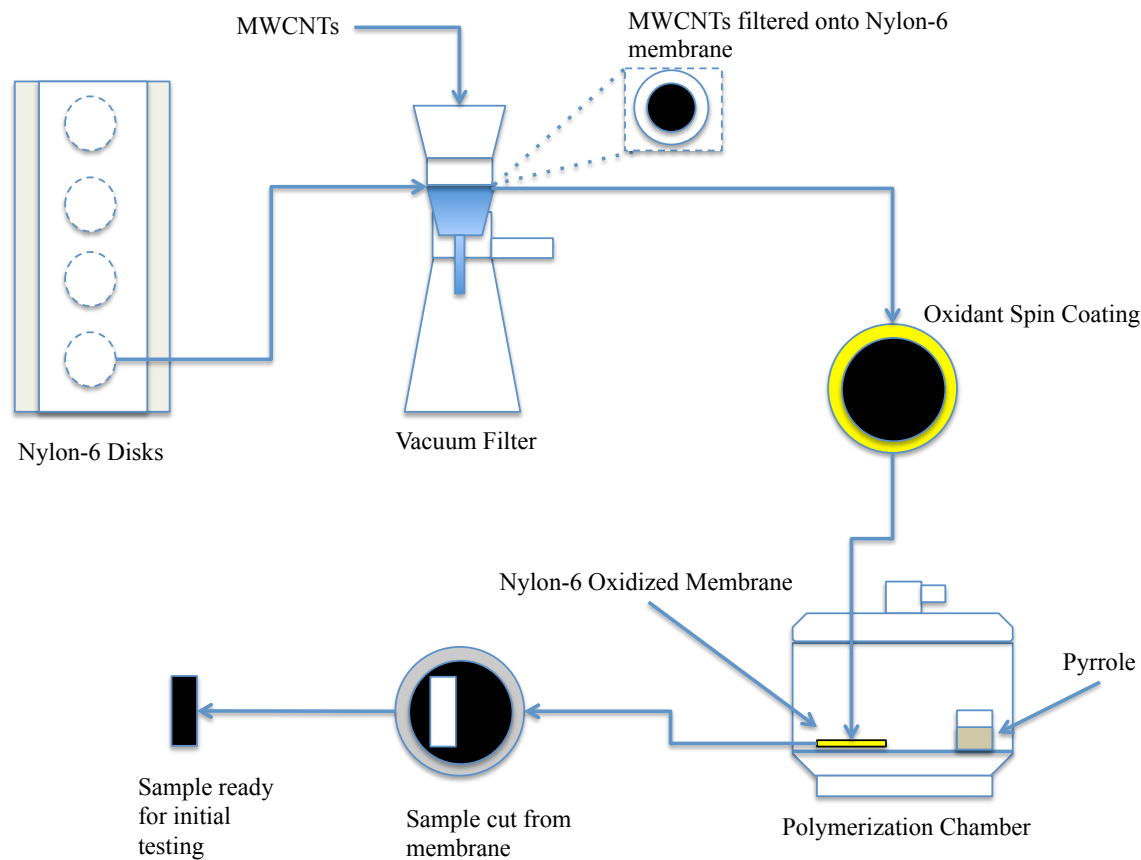 MWCNTs
MWCNTs filtered onto Nylon-6
membrane
Oxidant Spin Coating
Nylon-6 Disks
Vacuum Filter
Nylon-6 Oxidized Membrane
Pyrrole
Sample ready
for initial
testing
Sample cut from
membrane
Polymerization Chamber